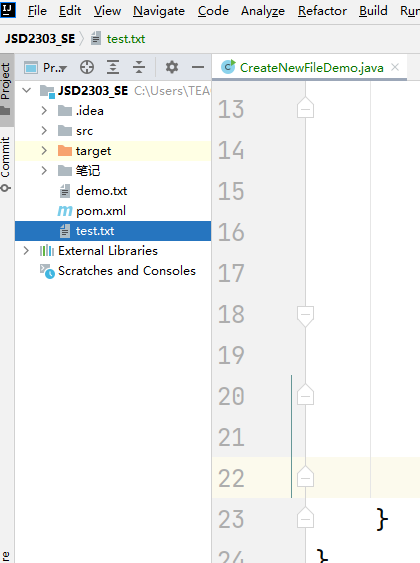 IJ File Edit View Navigate Code Analyze Refactor Build Run
JSD2303_SE test.txt
Pr... CreateNewFileDemo.java
Project
Commit
JSD2303_SE C:\Users\TEA
.idea
src
target
笔记
demo.txt
pom.xml
test.txt
External Libraries
Scratches and Consoles
13
14
15
16
17
18
19
20
21
22
23 }
24 }